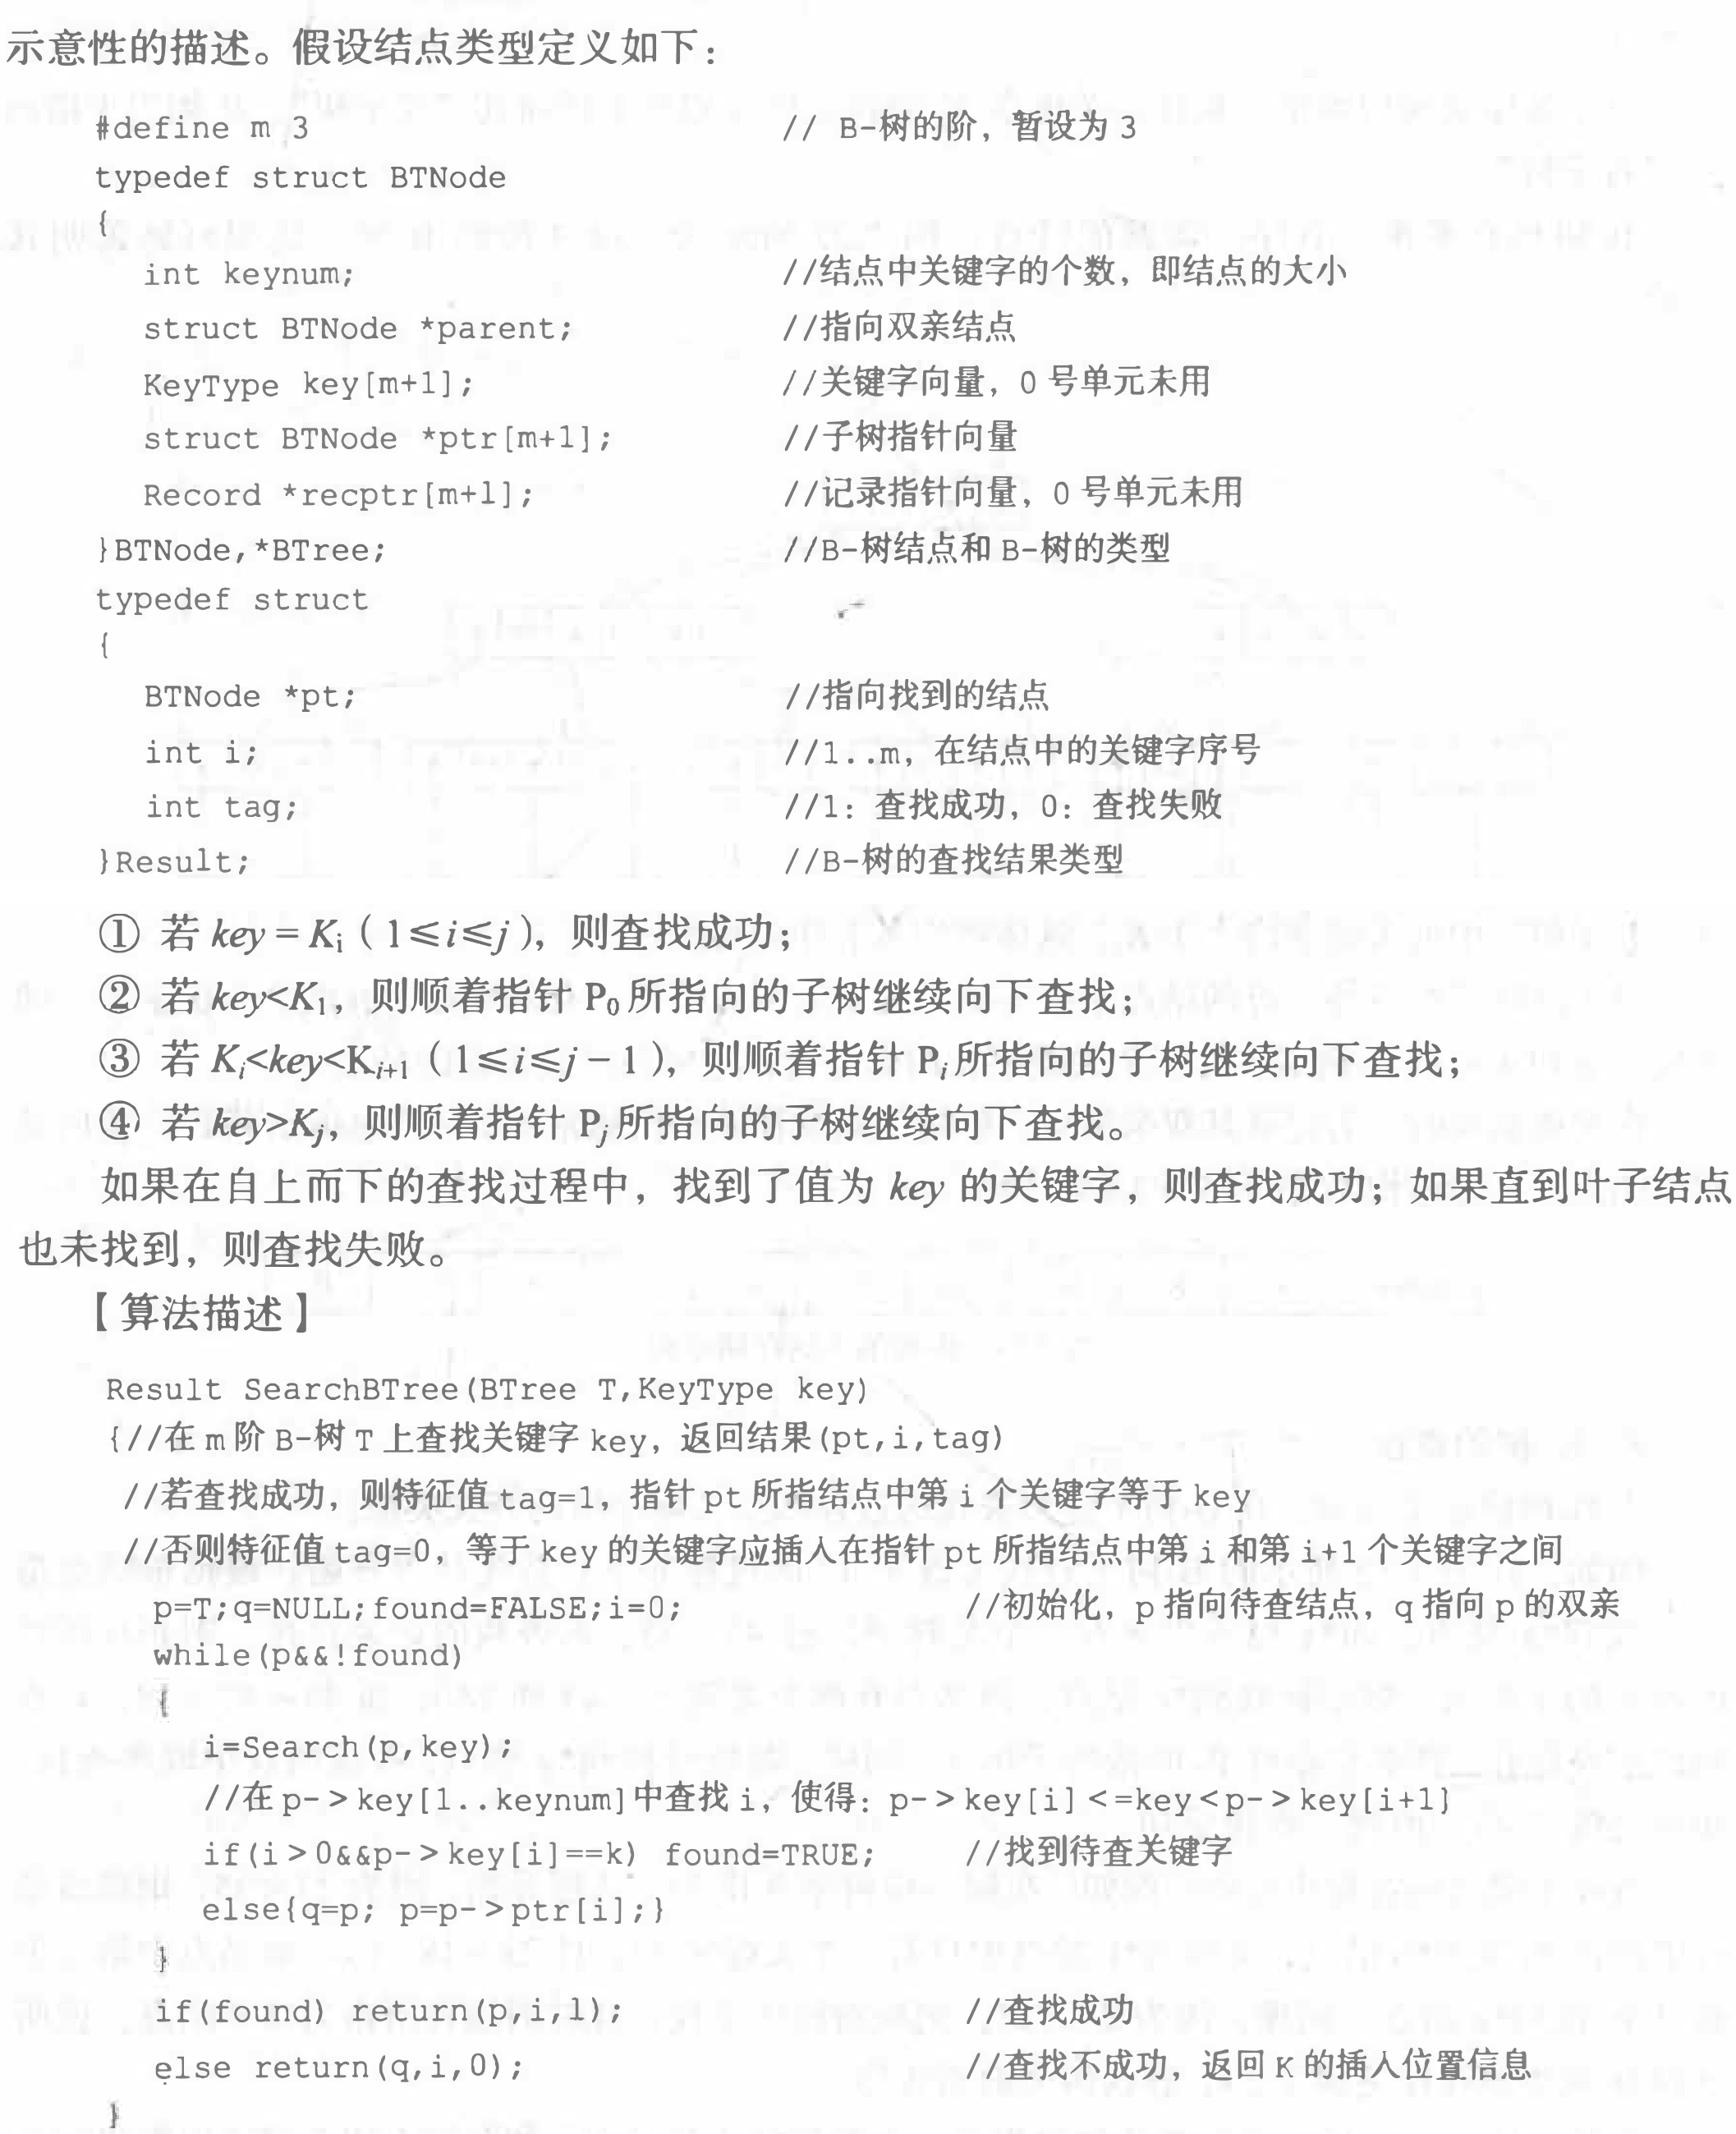 示意性的描述。假设结点类型定义如下：
#define m 3 // B-树的阶，暂设为 3
typedef struct BTNode
{
int keynum; //结点中关键字的个数，即结点的大小
struct BTNode *parent; //指向双亲结点
KeyType key[m+1]; //关键字向量，0 号单元未用
struct BTNode *ptr[m+1]; //子树指针向量
Record *recptr[m+1]; //记录指针向量，0 号单元未用
}BTNode,*BTree; //B-树结点和 B-树的类型
typedef struct
{
BTNode *pt; //指向找到的结点
int i; //1..m，在结点中的关键字序号
int tag; //1：查找成功，0：查找失败
}Result; //B-树的查找结果类型
① 若 key = Ki（1≤i≤j），则查找成功；
② 若 key<K1，则顺着指针 P0 所指向的子树继续向下查找；
③ 若 Ki<key<Ki+1（1≤i≤j－1），则顺着指针 Pi 所指向的子树继续向下查找；
④ 若 key>Kj，则顺着指针 Pj 所指向的子树继续向下查找。
如果在自上而下的查找过程中，找到了值为 key 的关键字，则查找成功；如果直到叶子结点
也未找到，则查找失败。
【算法描述】
Result SearchBTree(BTree T,KeyType key)
{//在 m 阶 B-树 T 上查找关键字 key，返回结果(pt,i,tag)
//若查找成功，则特征值 tag=1，指针 pt 所指结点中第 i 个关键字等于 key
//否则特征值 tag=0，等于 key 的关键字应插入在指针 pt 所指结点中第 i 和第 i+1 个关键字之间
p=T;q=NULL;found=FALSE;i=0; //初始化，p 指向待查结点，q 指向 p 的双亲
while(p&&!found)
{
i=Search(p,key);
//在 p->key[1..keynum]中查找 i，使得：p->key[i]<=key<p->key[i+1]
if(i>0&&p->key[i]==k) found=TRUE; //找到待查关键字
else{q=p; p=p->ptr[i];}
}
if(found) return(p,i,1); //查找成功
else return(q,i,0); //查找不成功，返回 K 的插入位置信息
}